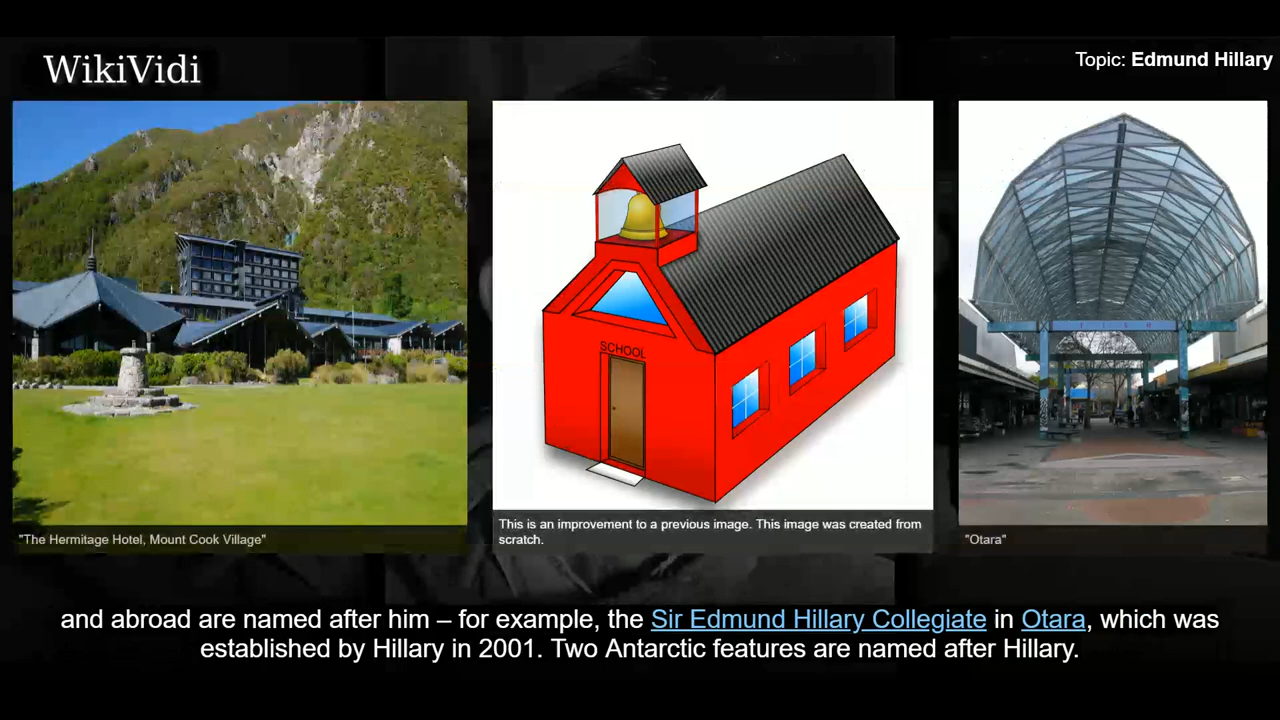 WikiVidi
Topic: Edmund Hillary
SCHOOL
"The Hermitage Hotel, Mount Cook Village"
This is an improvement to a previous image. This image was created from
scratch.
"Otara"
and abroad are named after him – for example, the Sir Edmund Hillary Collegiate in Otara, which was
established by Hillary in 2001. Two Antarctic features are named after Hillary.